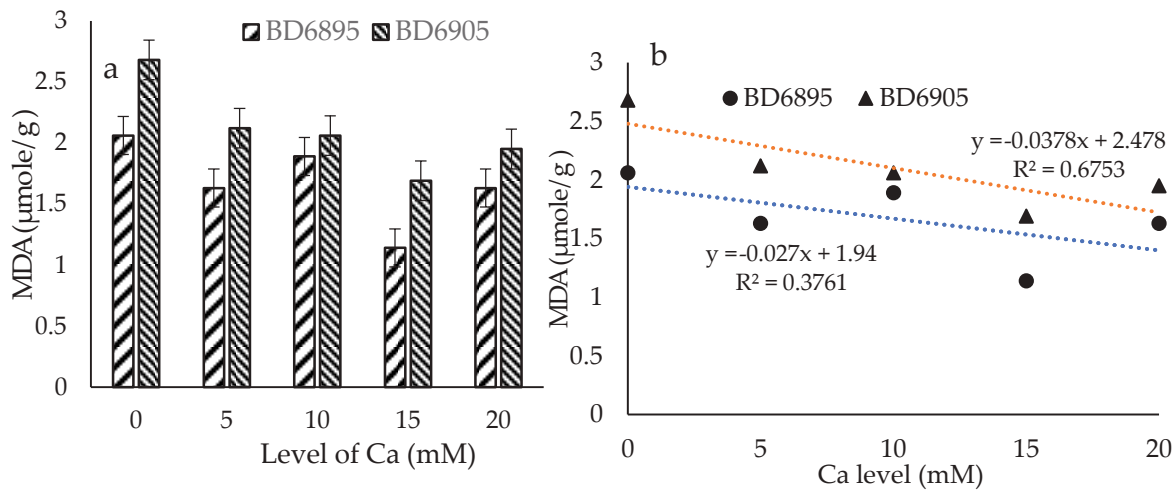 3
2.5
2
1.5
1
0.5
0
MDA (µmole/g)
a
BD6895 BD6905
0 5 10 15 20
Level of Ca (mM)
b
3
2.5
2
1.5
1
0.5
0
MDA (µmole/g)
BD6895 BD6905
y = -0.0378x + 2.478
R² = 0.6753
y = -0.027x + 1.94
R² = 0.3761
0 5 10 15 20
Ca level (mM)